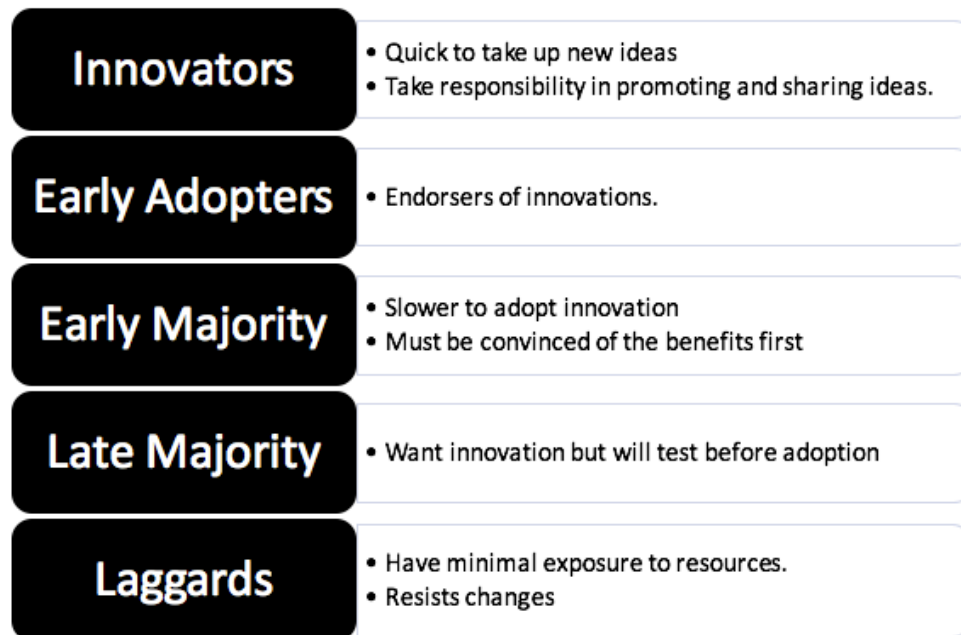 Innovators
• Quick to take up new ideas
• Take responsibility in promoting and sharing ideas.
Early Adopters
• Endorsers of innovations.
Early Majority
• Slower to adopt innovation
• Must be convinced of the benefits first
Late Majority
• Want innovation but will test before adoption
Laggards
• Have minimal exposure to resources.
• Resists changes